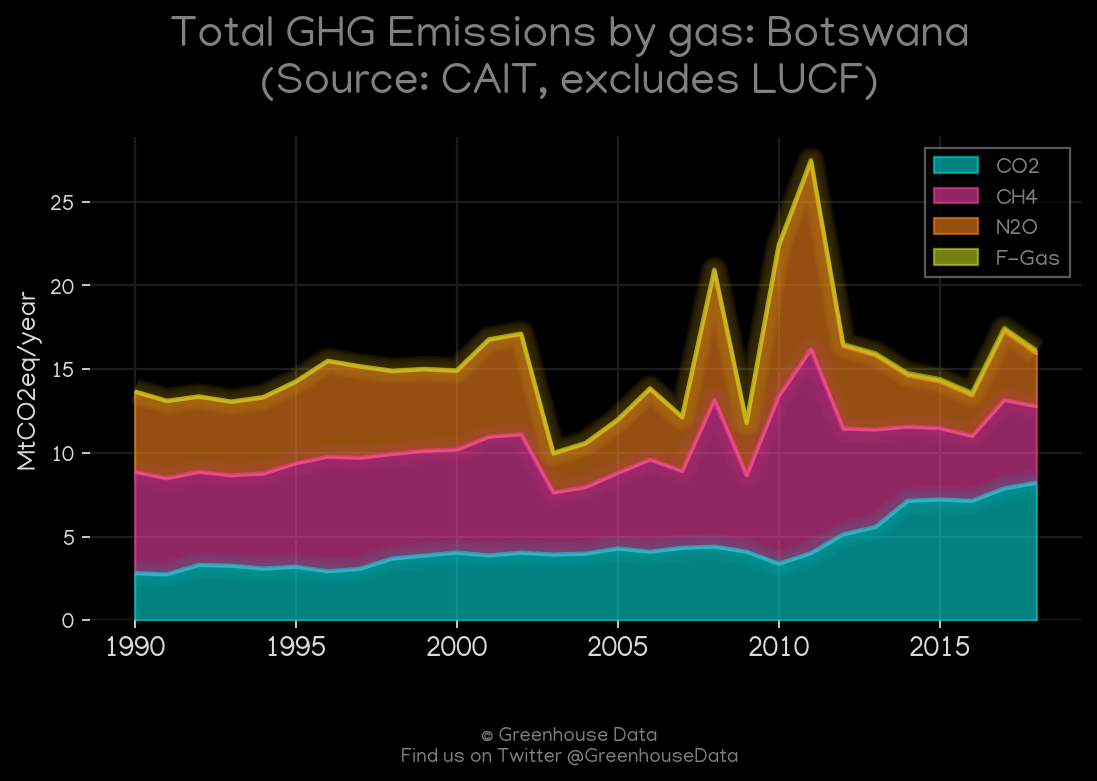 Total GHG Emissions by gas: Botswana
(Source: CAIT, excludes LUCF)
CO2
CH4
N2O
F-Gas
MtCO2eq/year
25
20
15
10
5
0
1990 1995 2000 2005 2010 2015
© Greenhouse Data
Find us on Twitter @GreenhouseData